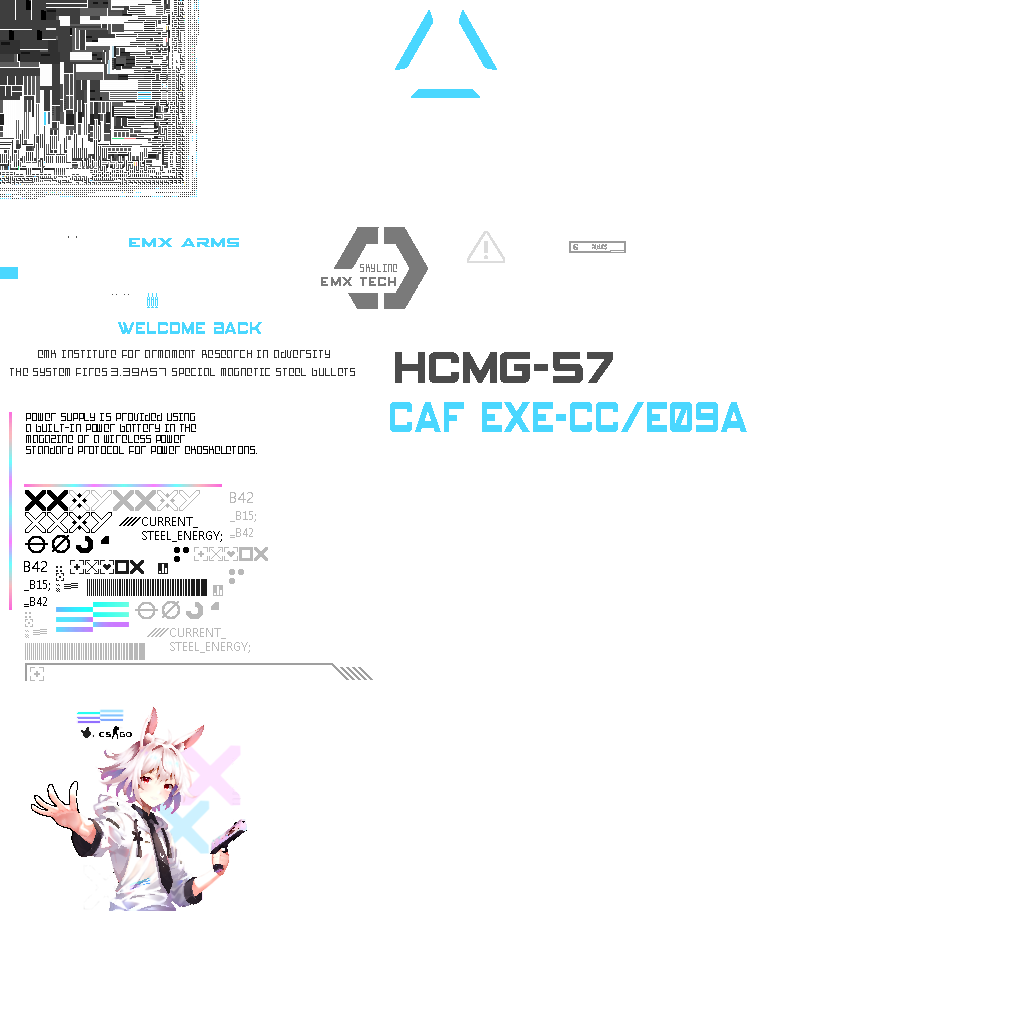 EMX ARMS
SKYLINE
EMX TECH
WELCOME BACK
EMX INSTITUTE FOR ARMAMENT RESEARCH IN ADVERSITY
THE SYSTEM FIRES 3.39X57 SPECIAL MAGNETIC STEEL BULLETS
HCMG-57
CAF EXE-CC/E09A
POWER SUPPLY IS PROVIDED USING
A BUILT-IN POWER BATTERY IN THE
MAGAZINE OR A WIRELESS POWER
STANDARD PROTOCOL FOR POWER EXOSKELETONS.
XXXYXXXY
B42
XXXY
CURRENT_
STEEL_ENERGY;
_B15;
_B42
B42
_B15;
_B42
CURRENT_
STEEL_ENERGY;
CS GO